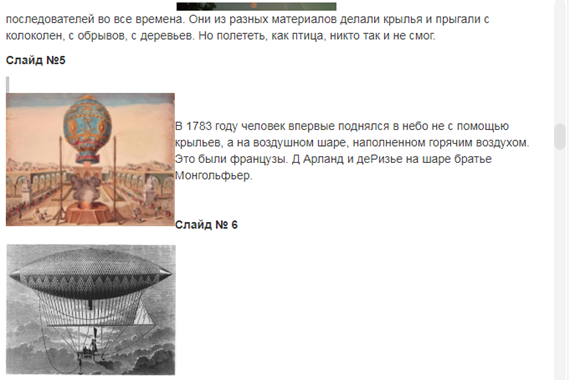 последователей во все времена. Они из разных материалов делали крылья и прыгали с
колоколен, с обрывов, с деревьев. Но полететь, как птица, никто так и не смог.
Слайд №5
В 1783 году человек впервые поднялся в небо не с помощью
крыльев, а на воздушном шаре, наполненном горячим воздухом.
Это были французы. Д Арланд и деРизье на шаре братье
Монгольфьер.
Слайд № 6